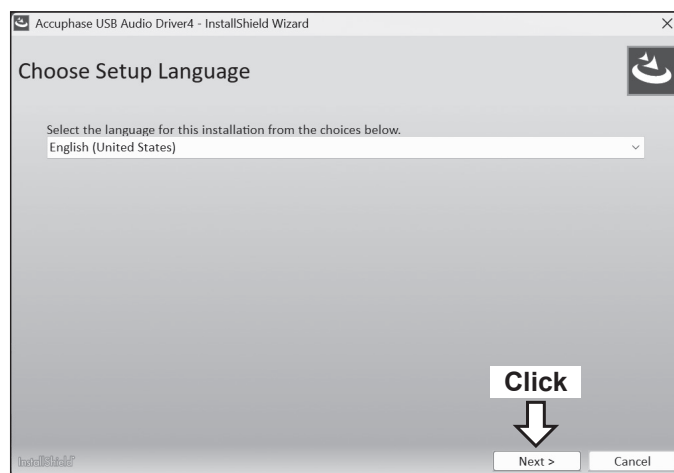 Accuphase USB Audio Driver4 - InstallShield Wizard
Choose Setup Language
Select the language for this installation from the choices below.
English (United States)
Click
InstallShield
Next >
Cancel